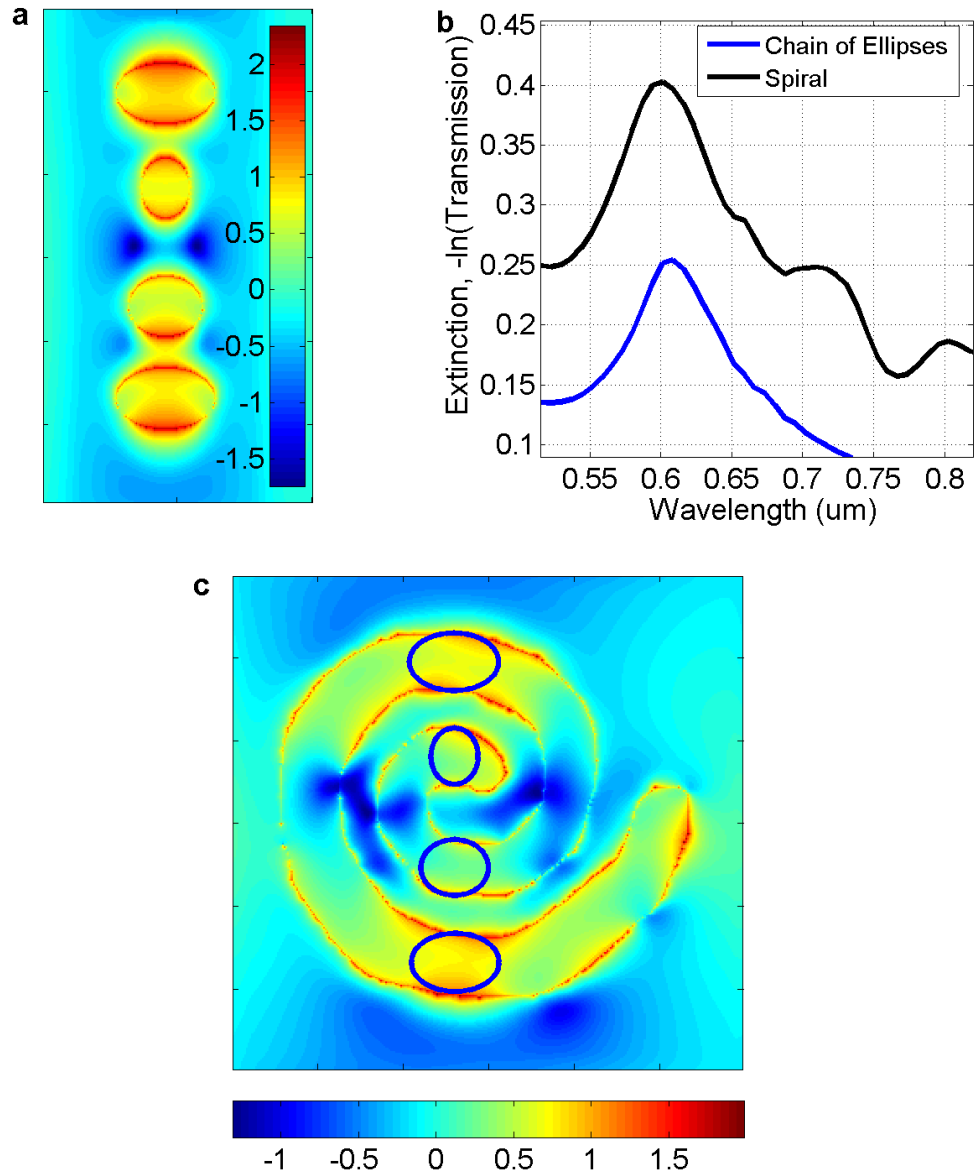 a
2
1.5
1
0.5
0
-0.5
-1
-1.5
b
Extinction, -ln(Transmission)
0.45
0.4
0.35
0.3
0.25
0.2
0.15
0.1
Chain of Ellipses
Spiral
0.55 0.6 0.65 0.7 0.75 0.8
Wavelength (um)
c
-1 -0.5 0 0.5 1 1.5